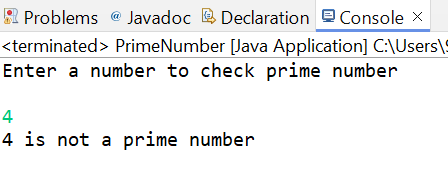 Problems @ Javadoc Declaration Console
<terminated> PrimeNumber [Java Application] C:\Users\
Enter a number to check prime number
4
4 is not a prime number